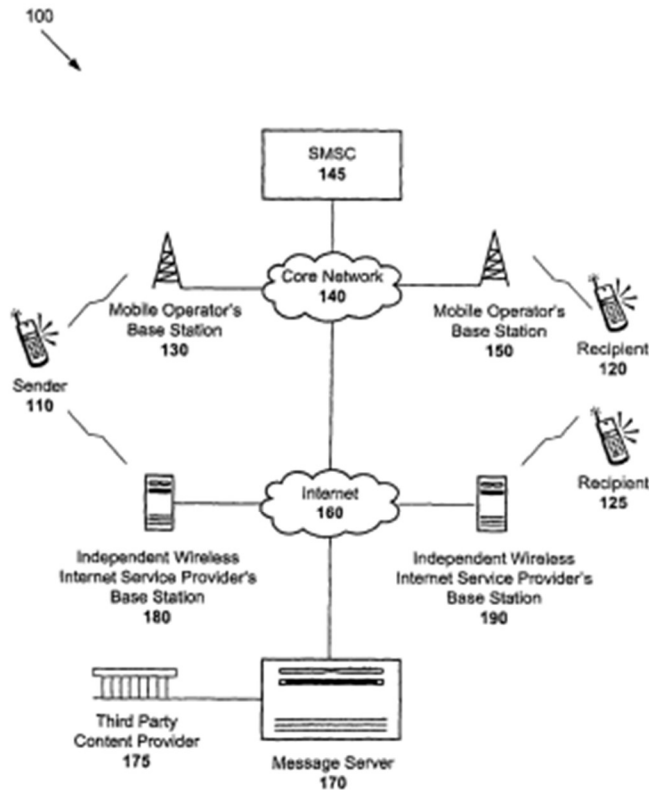 100
SMSC
145
Core Network
140
Mobile Operator's
Base Station
130
Mobile Operator's
Base Station
150
Sender
110
Recipient
120
Recipient
125
Internet
160
Independent Wireless
Internet Service Provider's
Base Station
180
Independent Wireless
Internet Service Provider's
Base Station
190
Third Party
Content Provider
175
Message Server
170